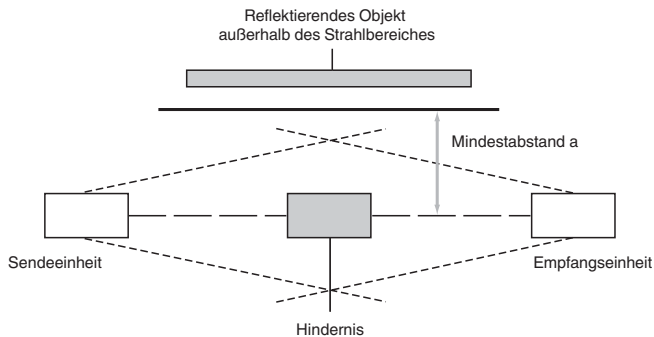 Reflektierendes Objekt
außerhalb des Strahlbereiches
Mindestabstand a
Sendeeinheit
Empfangseinheit
Hindernis